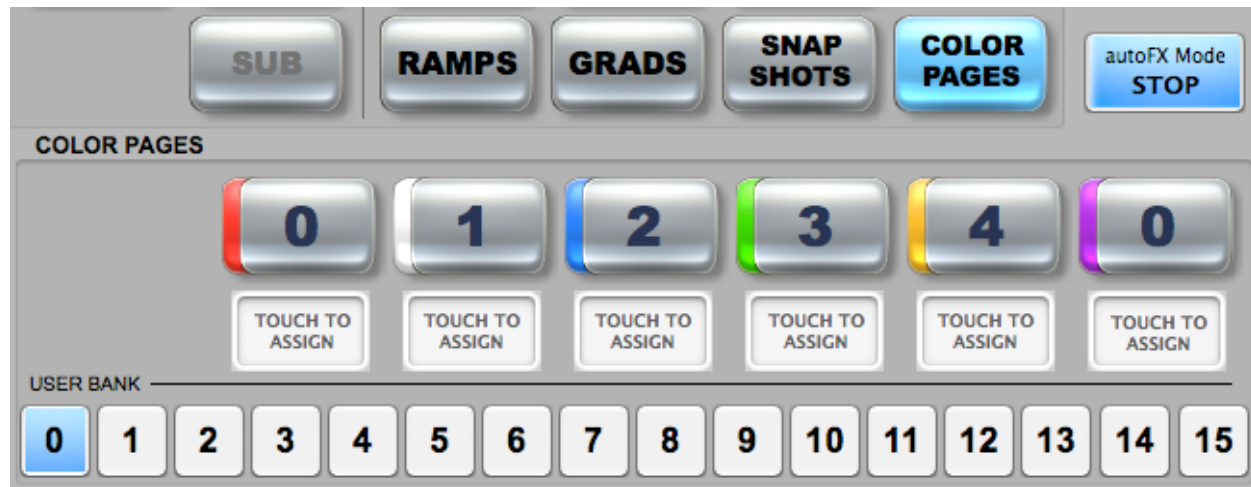 SUB
RAMPS
GRADS
SNAP
SHOTS
COLOR
PAGES
autoFX Mode
STOP
COLOR PAGES
0 1 2 3 4 0
TOUCH TO
ASSIGN
TOUCH TO
ASSIGN
TOUCH TO
ASSIGN
TOUCH TO
ASSIGN
TOUCH TO
ASSIGN
TOUCH TO
ASSIGN
USER BANK
0 1 2 3 4 5 6 7 8 9 10 11 12 13 14 15